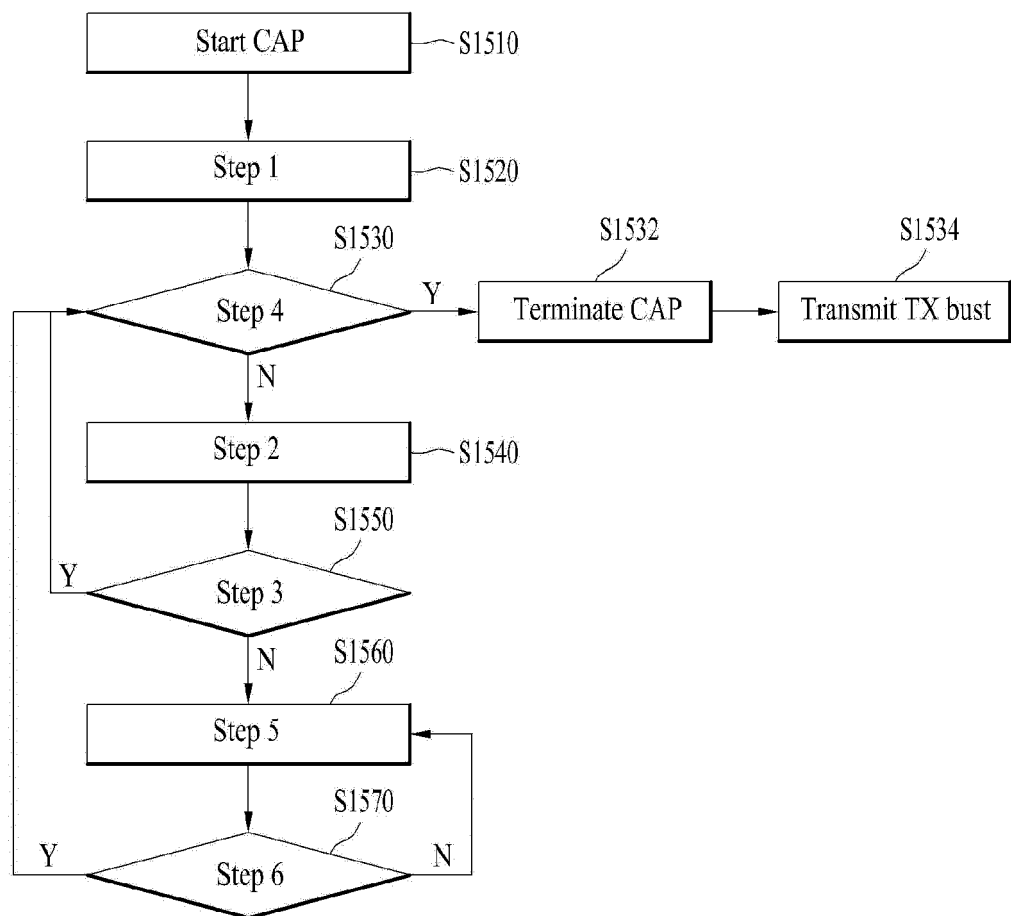 Start CAP
S1510
Step 1
S1520
S1530
Step 4
Y
S1532
Terminate CAP
S1534
Transmit TX bust
N
Step 2
S1540
S1550
Step 3
Y
N
S1560
Step 5
S1570
Step 6
Y
N